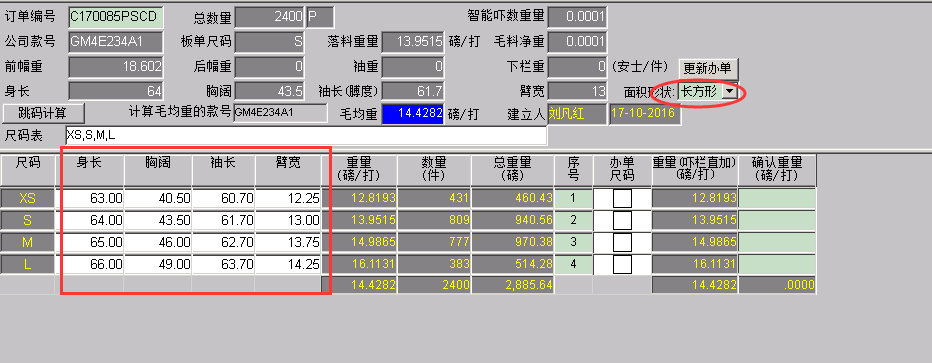 订单编号 C170085PSCD 总数量 2400 P 智能吓数重量 0.0001
公司款号 GM4E234A1 板单尺码 S 落料重量 13.9515 磅/打 毛料净重 0.0001
前幅重 18.602 后幅重 0 袖重 0 下栏重 0 (安士/件) 更新办单
身长 64 胸阔 43.5 袖长(膊度) 61.7 臂宽 13 面积形状: 长方形
跳码计算 计算毛均重的款号 GM4E234A1 毛均重 14.4282 磅/打 建立人 刘凡红 17-10-2016
尺码表 XS,S,M,L
尺码 身长 胸阔 袖长 臂宽 重量 (磅/打) 数量 (件) 总重量 (磅) 序号 办单尺码 重量(吓栏直加) (磅/打) 确认重量 (磅/打)
XS 63.00 40.50 60.70 12.25 12.8193 431 460.43 1 12.8193
S 64.00 43.50 61.70 13.00 13.9515 809 940.56 2 13.9515
M 65.00 46.00 62.70 13.75 14.9865 777 970.38 3 14.9865
L 66.00 49.00 63.70 14.25 16.1131 383 514.28 4 16.1131
14.4282 2400 2,885.64 14.4282 .0000